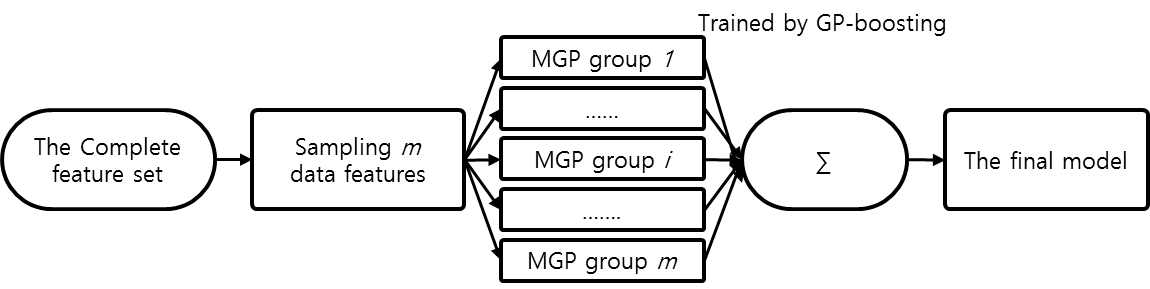 Trained by GP-boosting
MGP group 1
......
MGP group i
.......
MGP group m
The Complete
feature set
Sampling m
data features
∑
The final model